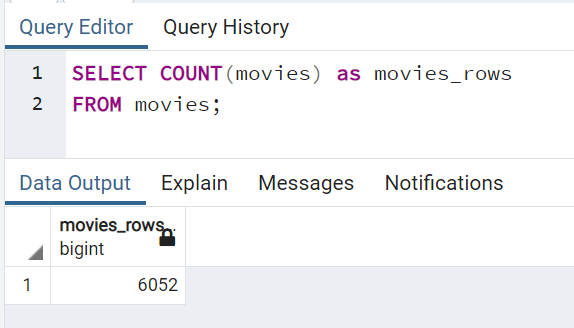 Query Editor Query History
1 SELECT COUNT(movies) as movies_rows
2 FROM movies;
Data Output Explain Messages Notifications
movies_rows
bigint
1 6052